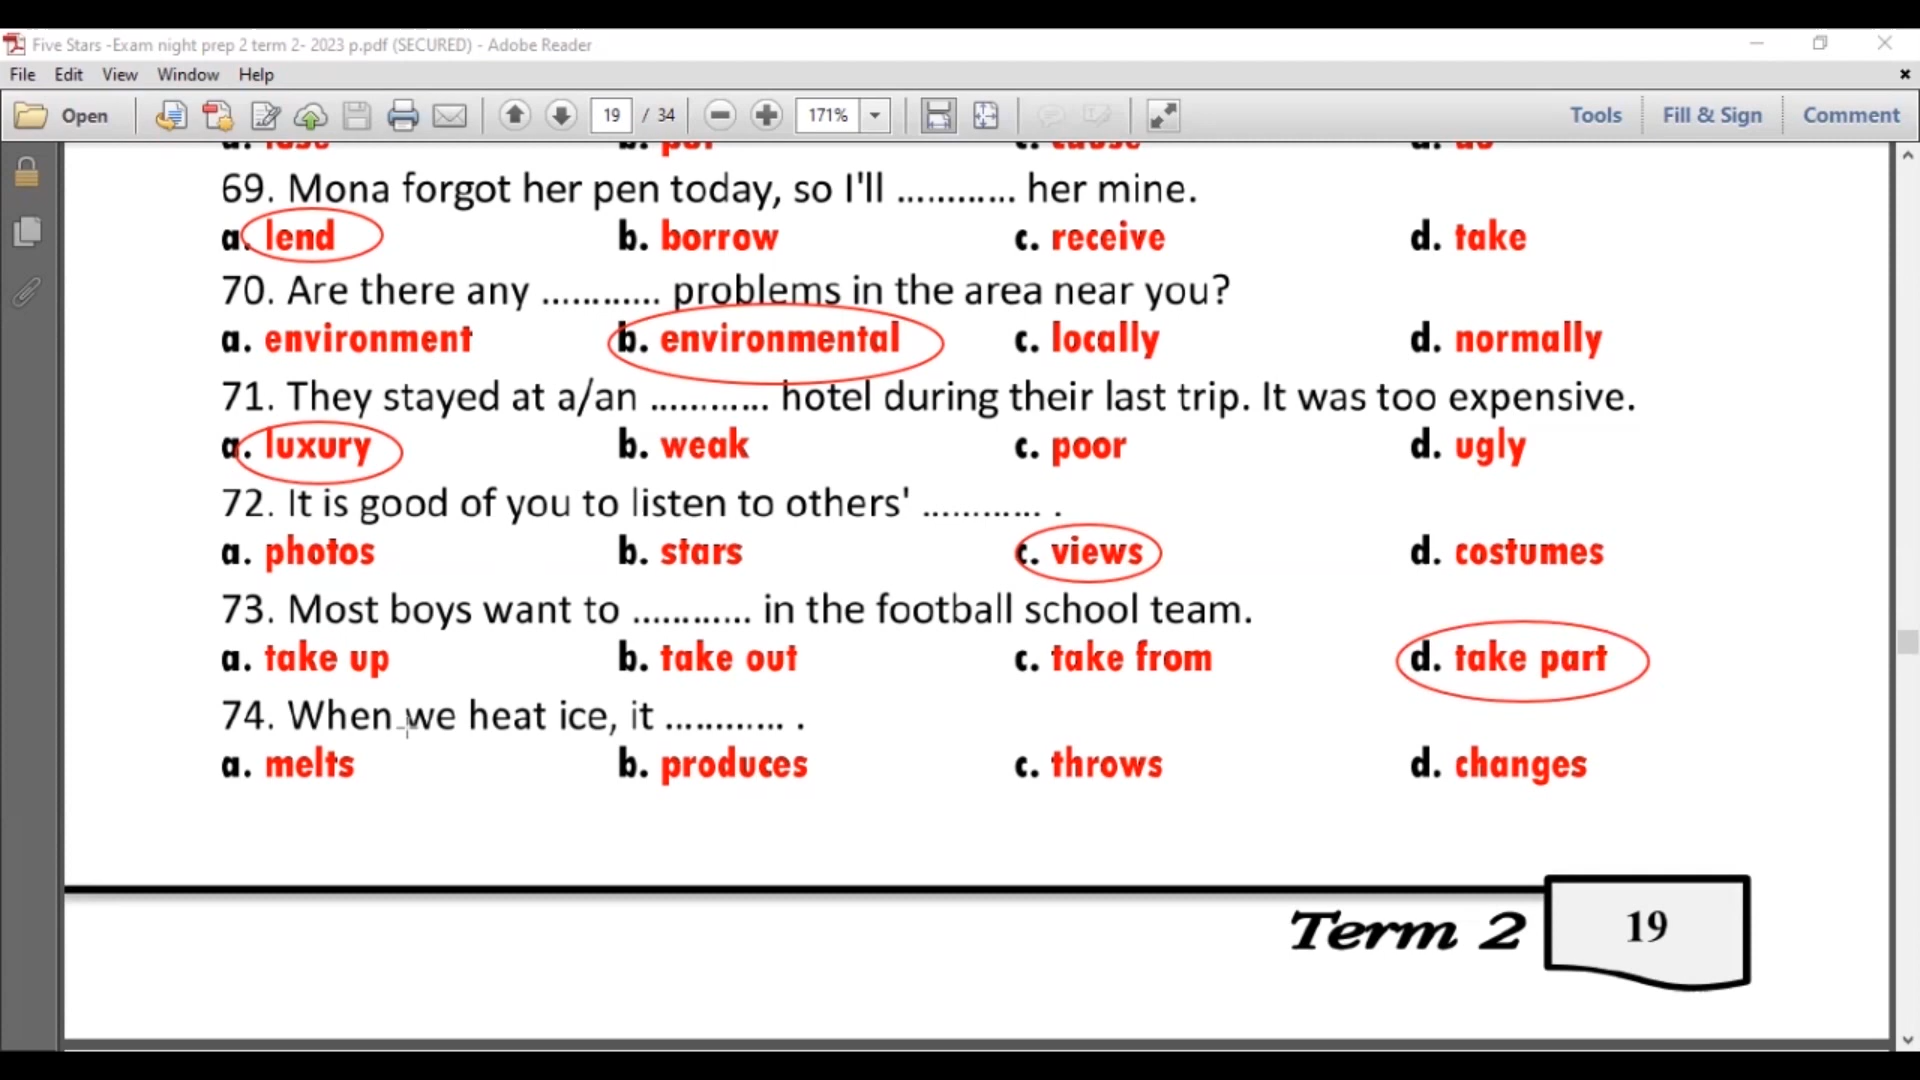 Five Stars -Exam night prep 2 term 2- 2023 p.pdf (SECURED) - Adobe Reader
File Edit View Window Help
Open 19 / 34 171% Tools Fill & Sign Comment
69. Mona forgot her pen today, so I'll ............ her mine.
a. lend b. borrow c. receive d. take
70. Are there any ............ problems in the area near you?
a. environment b. environmental c. locally d. normally
71. They stayed at a/an ............ hotel during their last trip. It was too expensive.
a. luxury b. weak c. poor d. ugly
72. It is good of you to listen to others' ............ .
a. photos b. stars c. views d. costumes
73. Most boys want to ............ in the football school team.
a. take up b. take out c. take from d. take part
74. When we heat ice, it ............ .
a. melts b. produces c. throws d. changes
Term 2 19